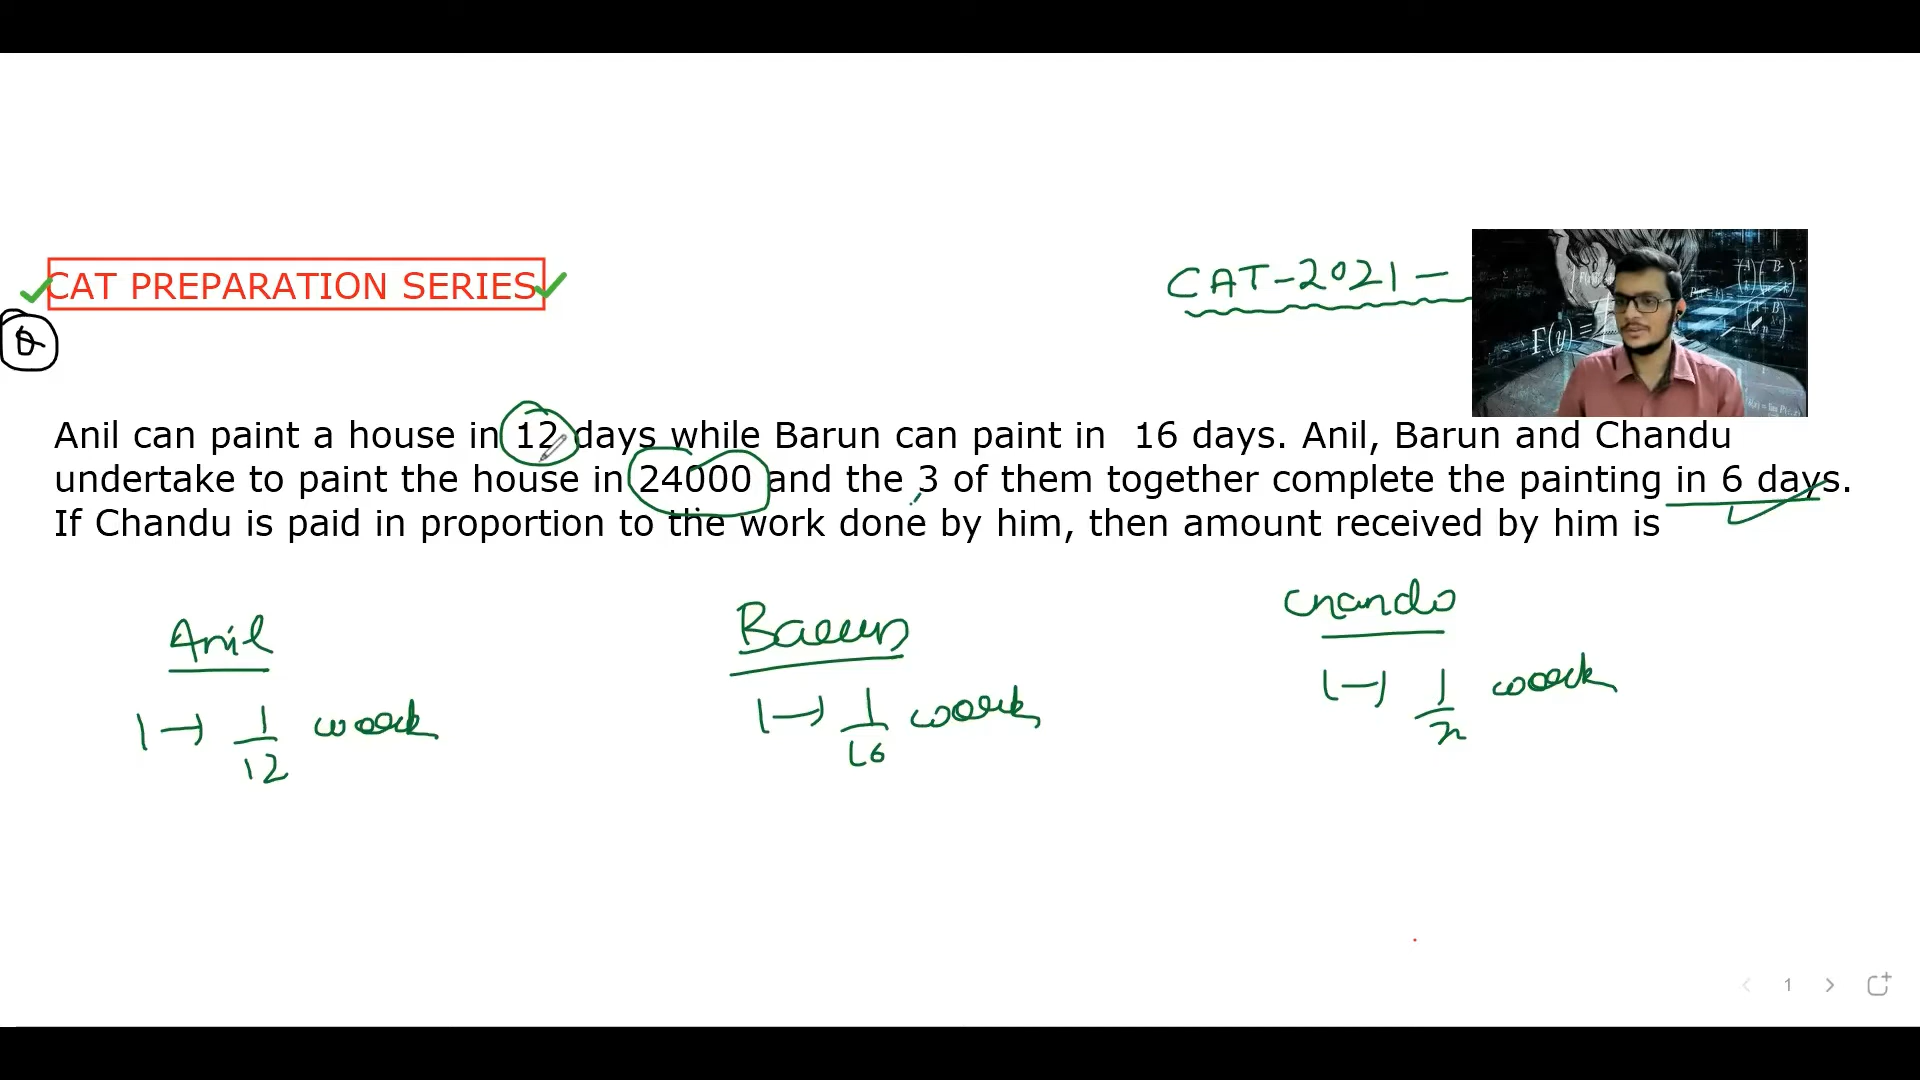 CAT PREPARATION SERIES
CAT-2021-
Q
Anil can paint a house in 12 days while Barun can paint in 16 days. Anil, Barun and Chandu
undertake to paint the house in 24000 and the 3 of them together complete the painting in 6 days.
If Chandu is paid in proportion to the work done by him, then amount received by him is
Anil
Barun
Chando
1→ 1/12 work
1→ 1/16 work
1→ 1/x work
F(y) =
1